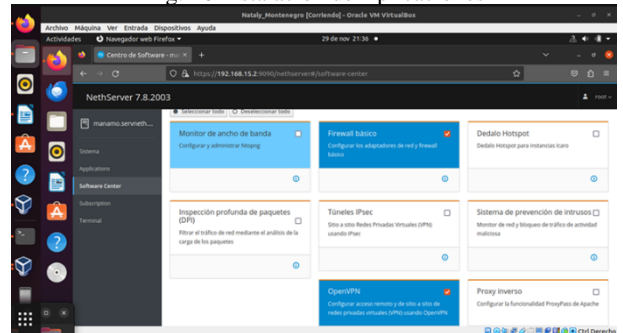 Nataly_Montenegro [Corriendo] - Oracle VM VirtualBox
Archivo Máquina Ver Entrada Dispositivos Ayuda
Actividades Navegador web Firefox 29 de nov 21:36
Centro de Software
https://192.168.15.2:9090/nethserver#/software-center
NethServer 7.8.2003 root
Seleccionar todo Deseleccionar todo
manamo.servneth...
Sistema
Applications
Software Center
Subscription
Terminal
Monitor de ancho de banda
Configurar y administrar Ntopng
Firewall básico
Configurar los adaptadores de red y firewall
básico
Dedalo Hotspot
Dedalo Hotspot para instancias Icaro
Inspección profunda de paquetes
(DPI)
Filtrar el tráfico de red mediante el análisis de la
carga de los paquetes
Túneles IPsec
Sitio a sitio Redes Privadas Virtuales (VPN)
usando IPsec
Sistema de prevención de intrusos
Monitor de red y bloqueo de tráfico de actividad
maliciosa
OpenVPN
Configurar acceso remoto y de sitio a sitio de
redes privadas virtuales (VPN) usando OpenVPN
Proxy inverso
Configurar la funcionalidad ProxyPass de Apache
Ctrl Derecho